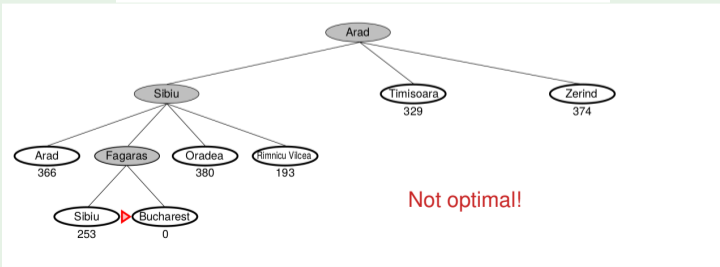 Arad
Sibiu
Timisoara
Zerind
329
374
Arad
Fagaras
Oradea
Rimnicu Vilcea
366
380
193
Not optimal!
Sibiu
Bucharest
253
0